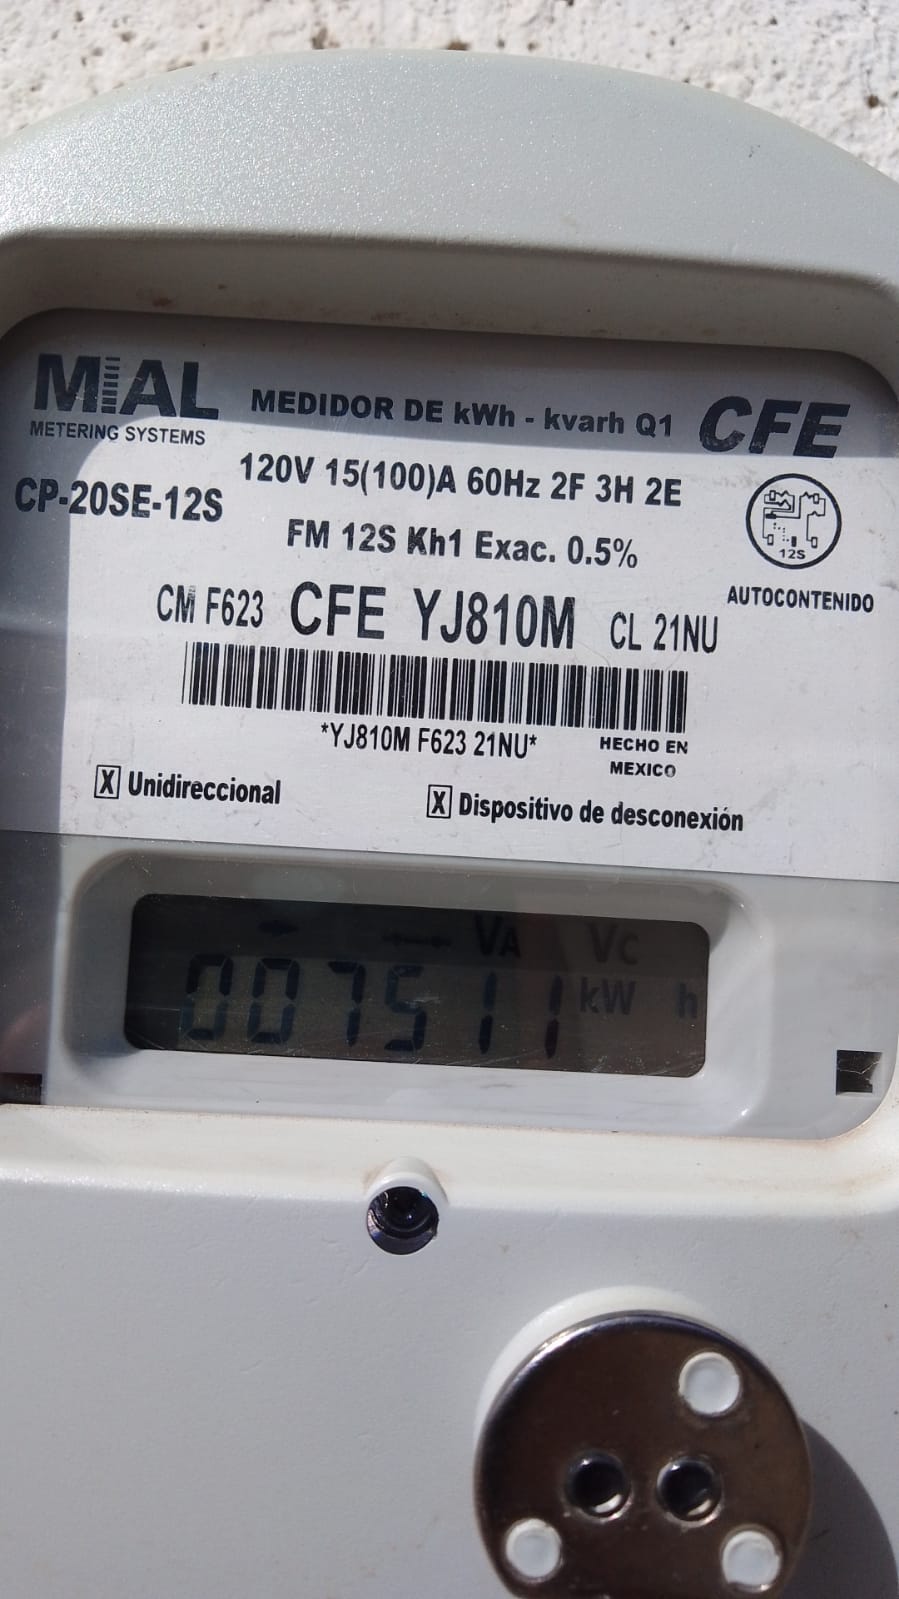 MIAL MEDIDOR DE kWh - kvarh Q1 CFE
METERING SYSTEMS
CP-20SE-12S 120V 15(100)A 60Hz 2F 3H 2E
FM 12S Kh1 Exac. 0.5%
12S
AUTOCONTENIDO
CM F623 CFE YJ810M CL 21NU
*YJ810M F623 21NU* HECHO EN
MEXICO
X Unidireccional X Dispositivo de desconexión
VA VC
007511 kW h